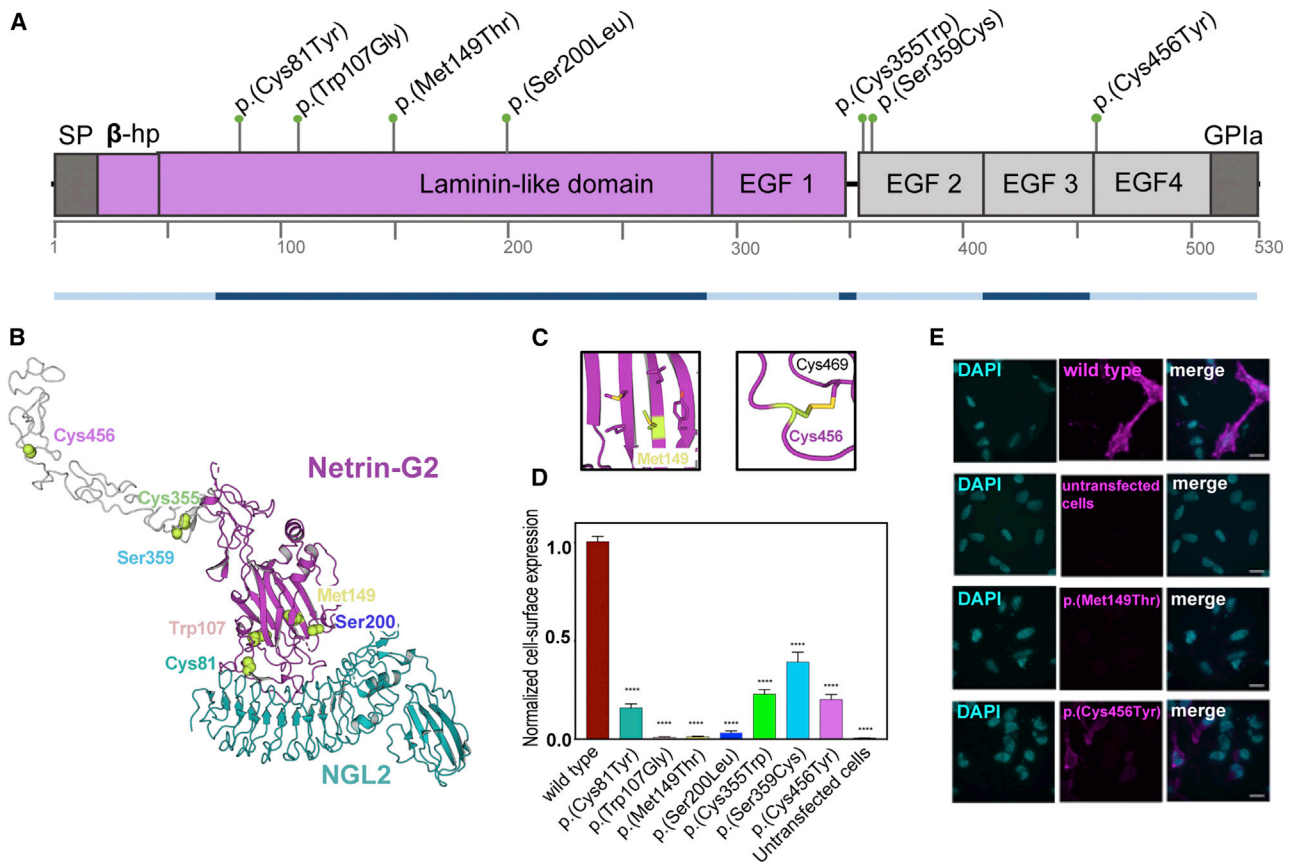 A
p.(Cys81Tyr)
p.(Trp107Gly)
p.(Met149Thr)
p.(Ser200Leu)
p.(Cys355Trp)
p.(Ser359Cys)
p.(Cys456Tyr)
SP β-hp GPIa
Laminin-like domain EGF 1 EGF 2 EGF 3 EGF4
1 100 200 300 400 500 530
B
Cys456
Netrin-G2
Cys355
Ser359
Met149
Trp107
Ser200
Cys81
NGL2
C
Met149
Cys469
Cys456
D
Normalized cell-surface expression
1.0
0.5
0.0
**** **** **** **** **** **** **** ****
wild type
p.(Cys81Tyr)
p.(Trp107Gly)
p.(Met149Thr)
p.(Ser200Leu)
p.(Cys355Trp)
p.(Ser359Cys)
p.(Cys456Tyr)
Untransfected cells
E
DAPI wild type merge
DAPI untransfected cells merge
DAPI p.(Met149Thr) merge
DAPI p.(Cys456Tyr) merge